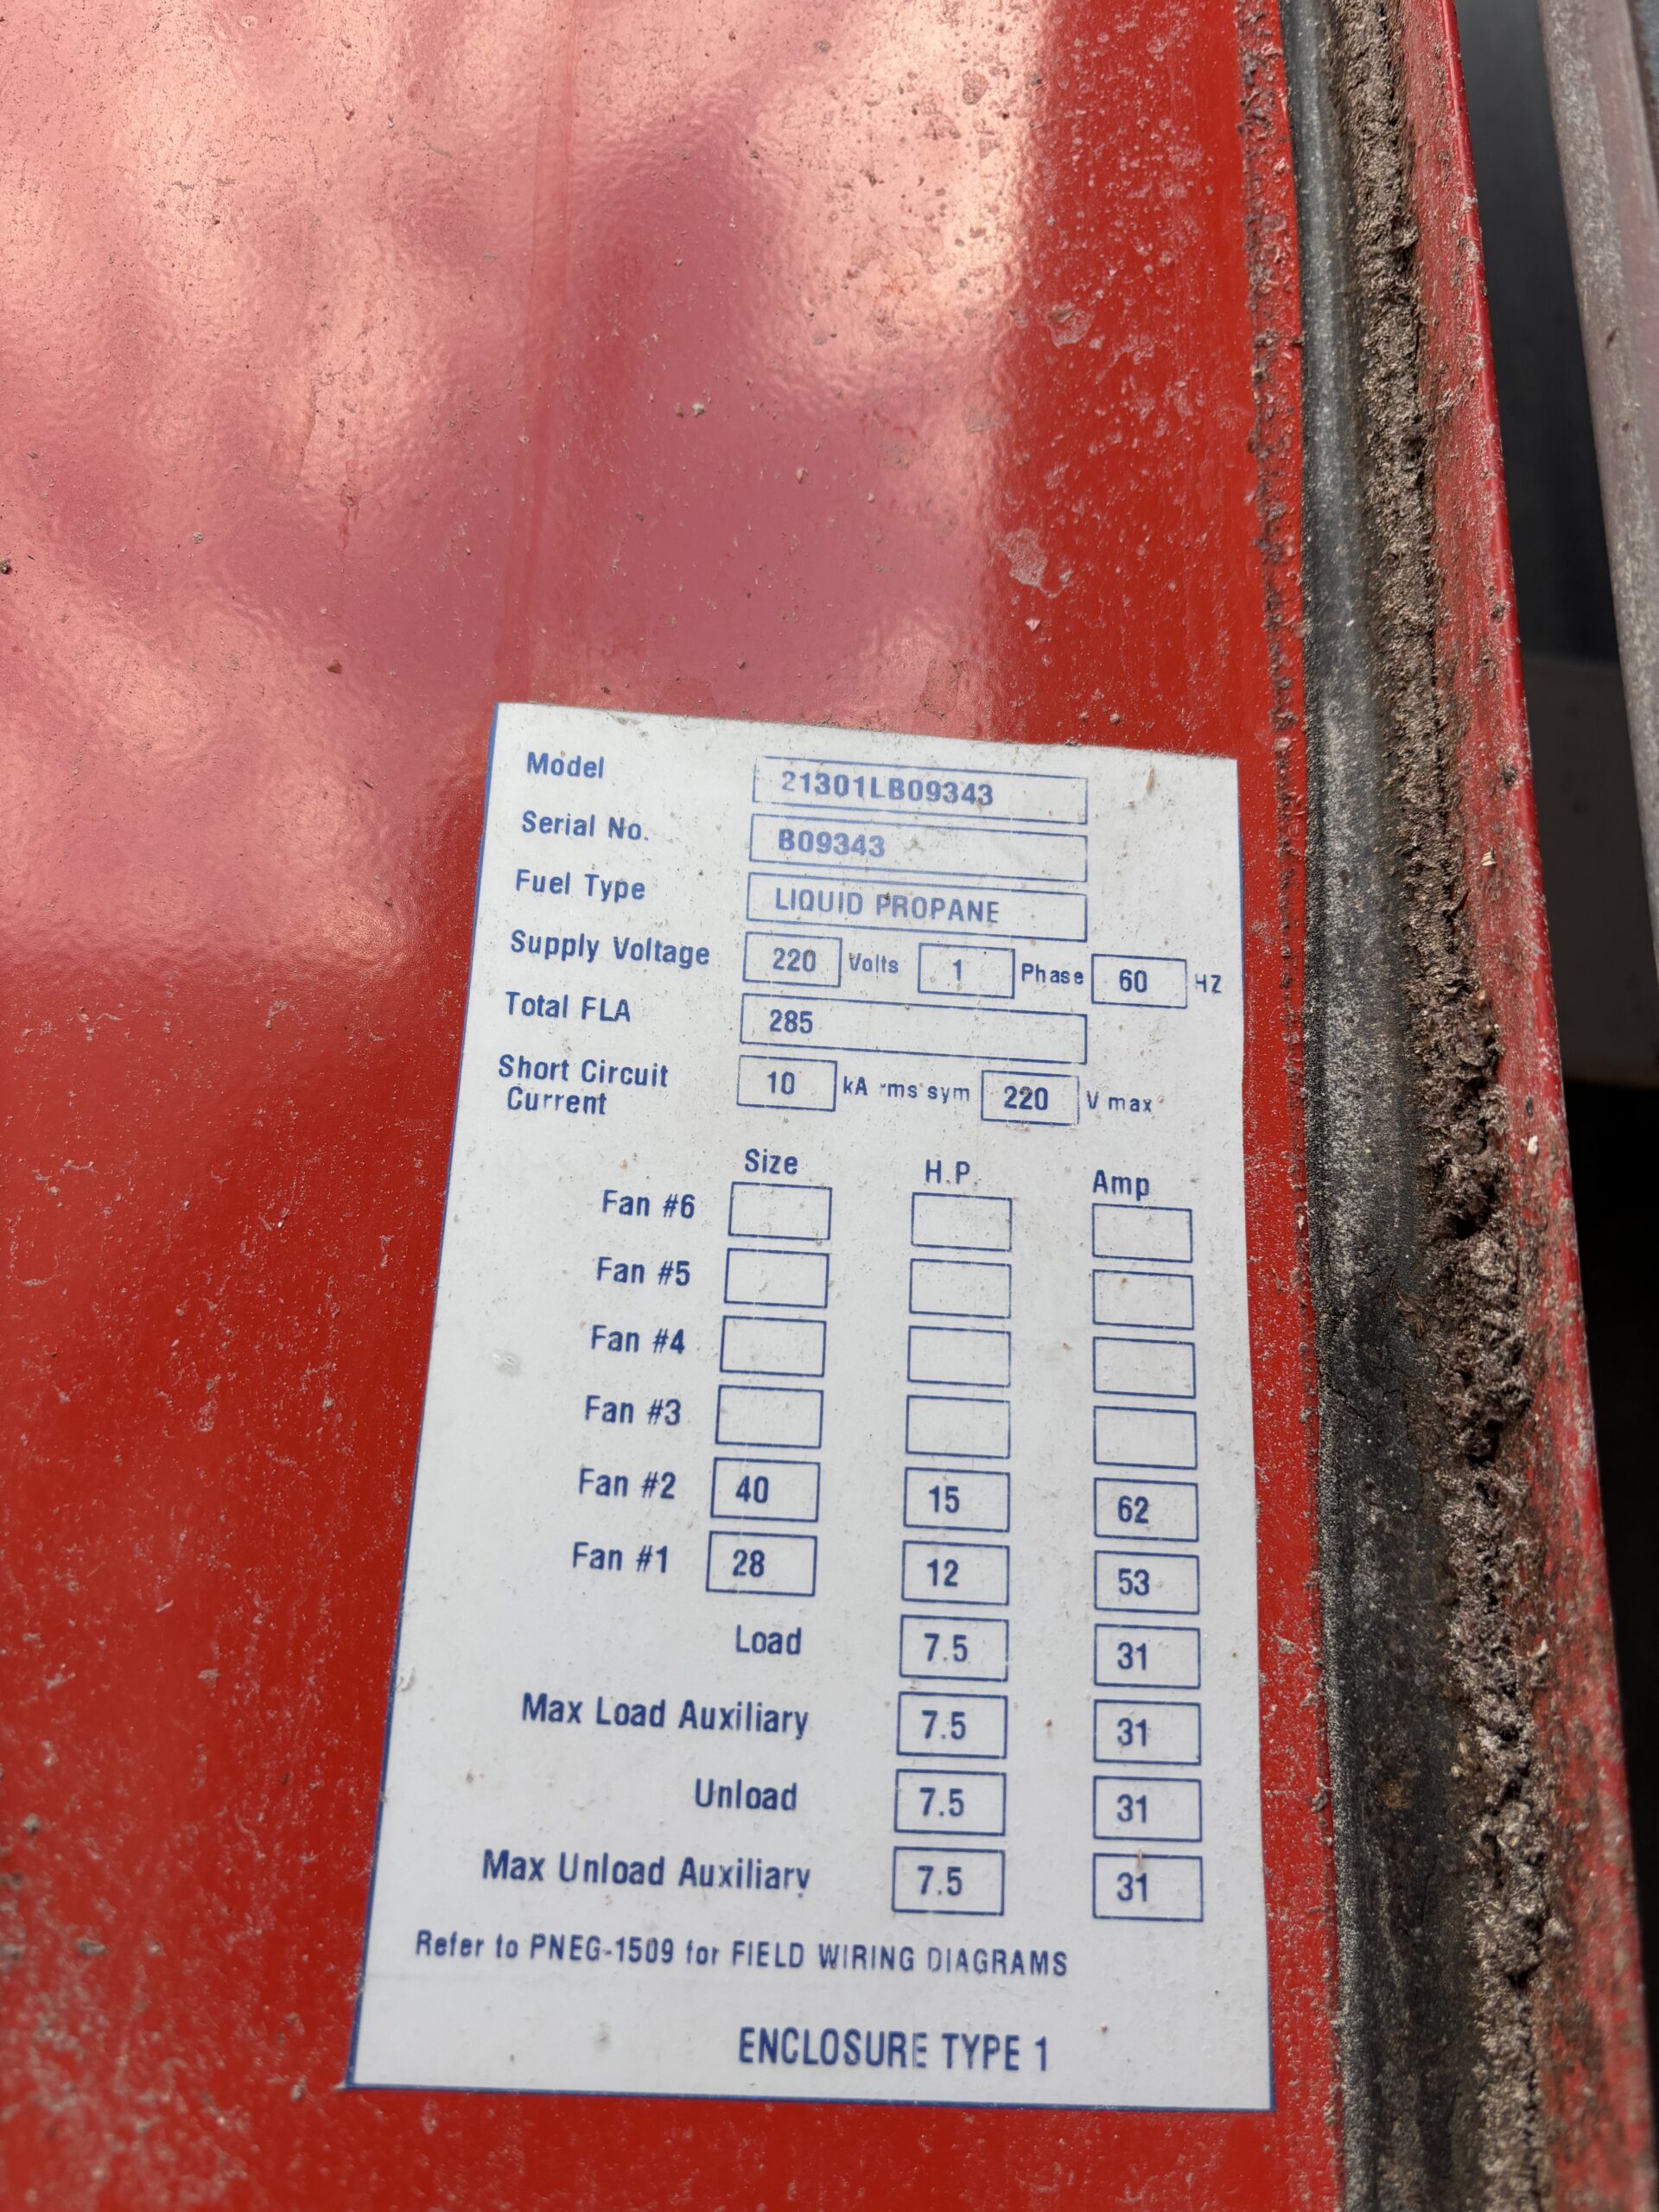 Model 21301LB09343
Serial No. B09343
Fuel Type LIQUID PROPANE
Supply Voltage 220 Volts 1 Phase 60 HZ
Total FLA 285
Short Circuit Current 10 kA rms sym 220 V max
Size H.P. Amp
Fan #6
Fan #5
Fan #4
Fan #3
Fan #2 40 15 62
Fan #1 28 12 53
Load 7.5 31
Max Load Auxiliary 7.5 31
Unload 7.5 31
Max Unload Auxiliary 7.5 31
Refer to PNEG-1509 for FIELD WIRING DIAGRAMS
ENCLOSURE TYPE 1